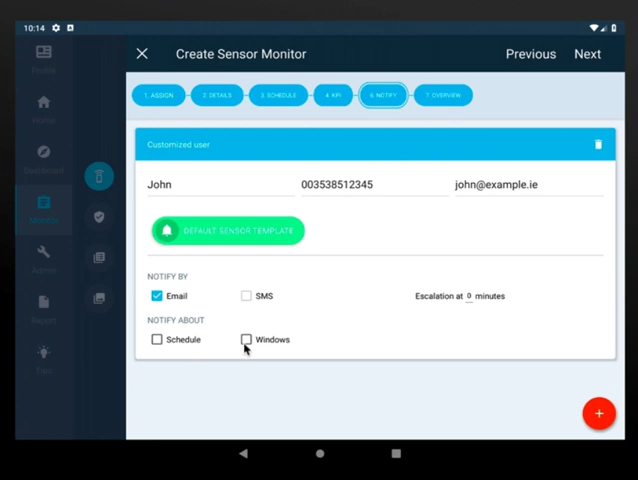 10:14
Profile
Home
Dashboard
Monitor
Admin
Report
Create Sensor Monitor
Previous
Next
1. ASSIGN
2. DETAILS
3. SCHEDULE
4. KPI
6. NOTIFY
7. OVERVIEW
Customized user
John
003538512345
john@example.ie
DEFAULT SENSOR TEMPLATE
NOTIFY BY
Email
SMS
Escalation at 0 minutes
NOTIFY ABOUT
Schedule
Windows